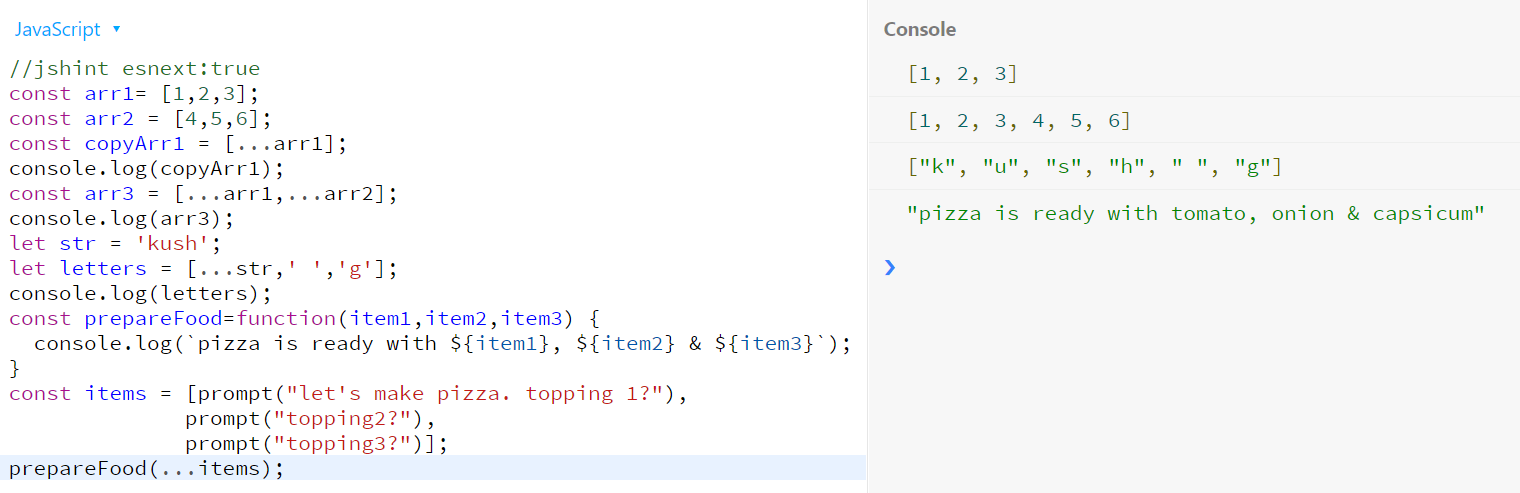 JavaScript
//jshint esnext:true
const arr1= [1,2,3];
const arr2 = [4,5,6];
const copyArr1 = [...arr1];
console.log(copyArr1);
const arr3 = [...arr1,...arr2];
console.log(arr3);
let str = 'kush';
let letters = [...str,' ','g'];
console.log(letters);
const prepareFood=function(item1,item2,item3) {
  console.log(`pizza is ready with ${item1}, ${item2} & ${item3}`);
}
const items = [prompt("let's make pizza. topping 1?"),
              prompt("topping2?"),
              prompt("topping3?")];
prepareFood(...items);
Console
[1, 2, 3]
[1, 2, 3, 4, 5, 6]
["k", "u", "s", "h", " ", "g"]
"pizza is ready with tomato, onion & capsicum"